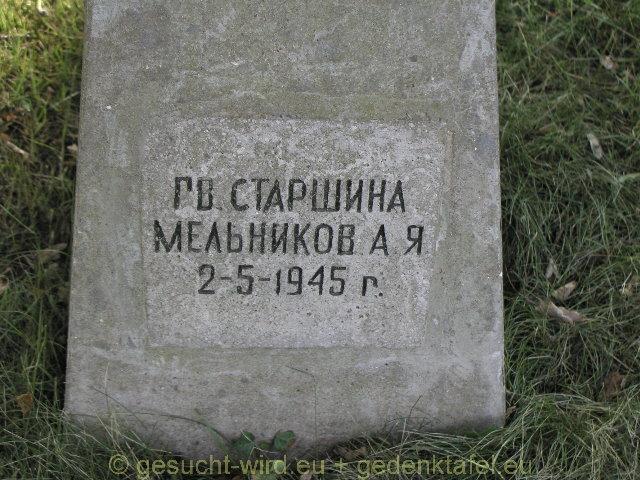 ГВ. СТАРШИНА
МЕЛЬНИКОВ. А. Я
2-5-1945 г.
© gesucht-wird.eu + gedenktafel.eu